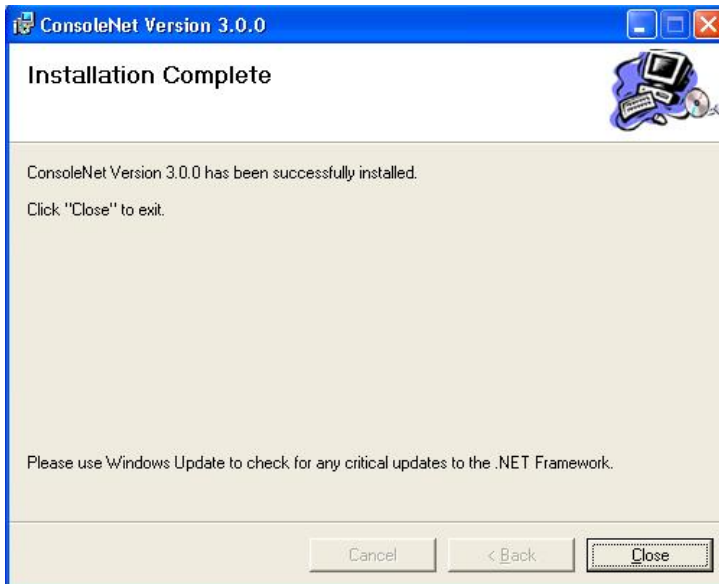 ConsoleNet Version 3.0.0
Installation Complete
ConsoleNet Version 3.0.0 has been successfully installed.
Click "Close" to exit.
Please use Windows Update to check for any critical updates to the .NET Framework.
Cancel < Back Close